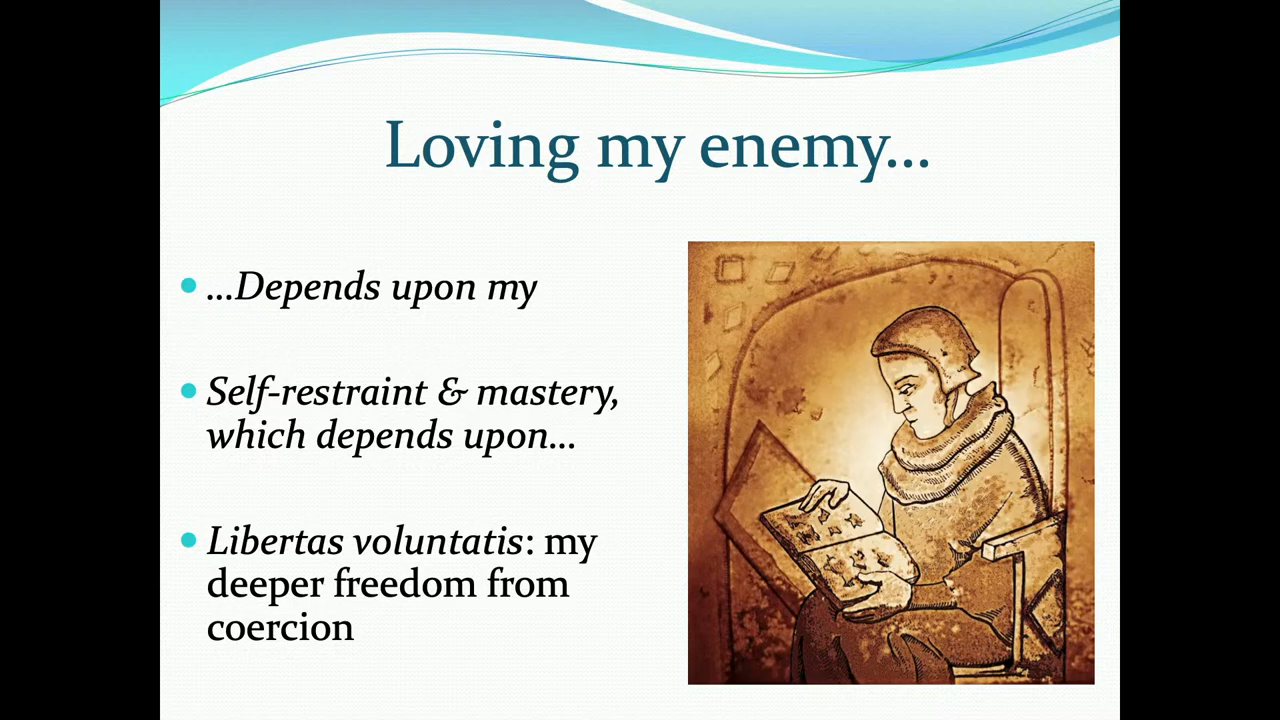 Loving my enemy...
...Depends upon my
Self-restraint & mastery,
which depends upon...
Libertas voluntatis: my
deeper freedom from
coercion